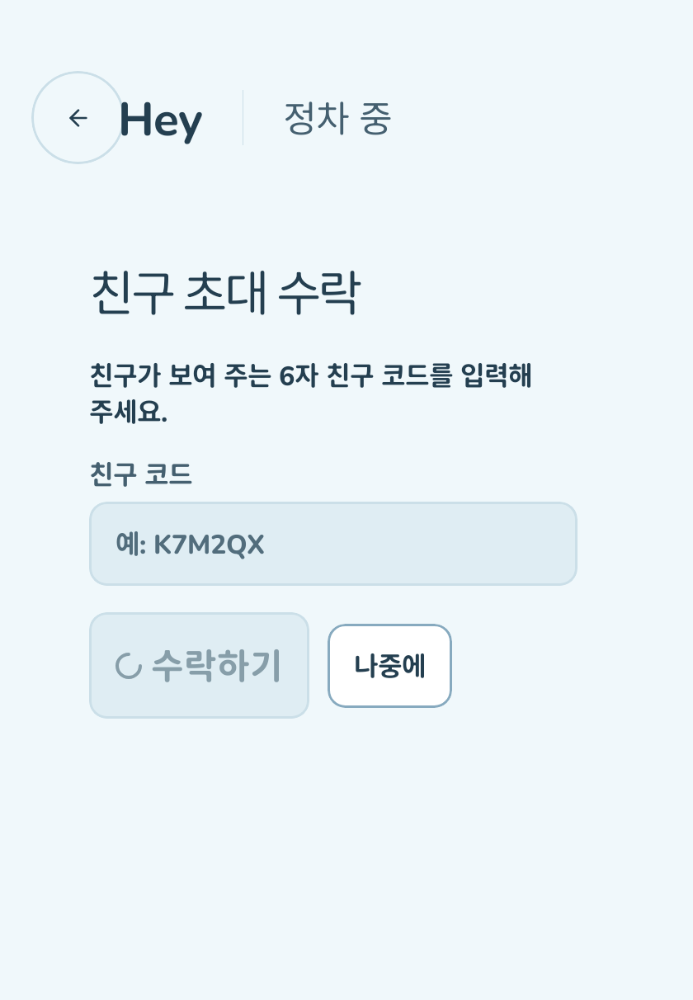 Hey 정차 중
친구 초대 수락
친구가 보여 주는 6자 친구 코드를 입력해
주세요.
친구 코드
예: K7M2QX
수락하기 나중에